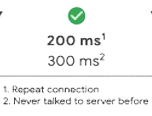 200 ms¹
300 ms²
1. Repeat connection
2. Never talked to server before